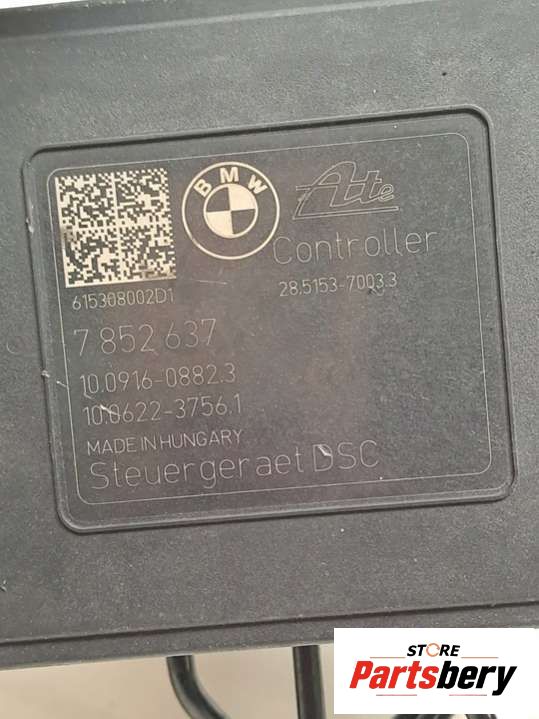 BMW
Ate
Controller
615308002D1
28.5153-7003.3
7 852 637
10.0916-0882.3
10.0622-3756.1
MADE IN HUNGARY
Steuergeraet DSC
STORE
Partsbery